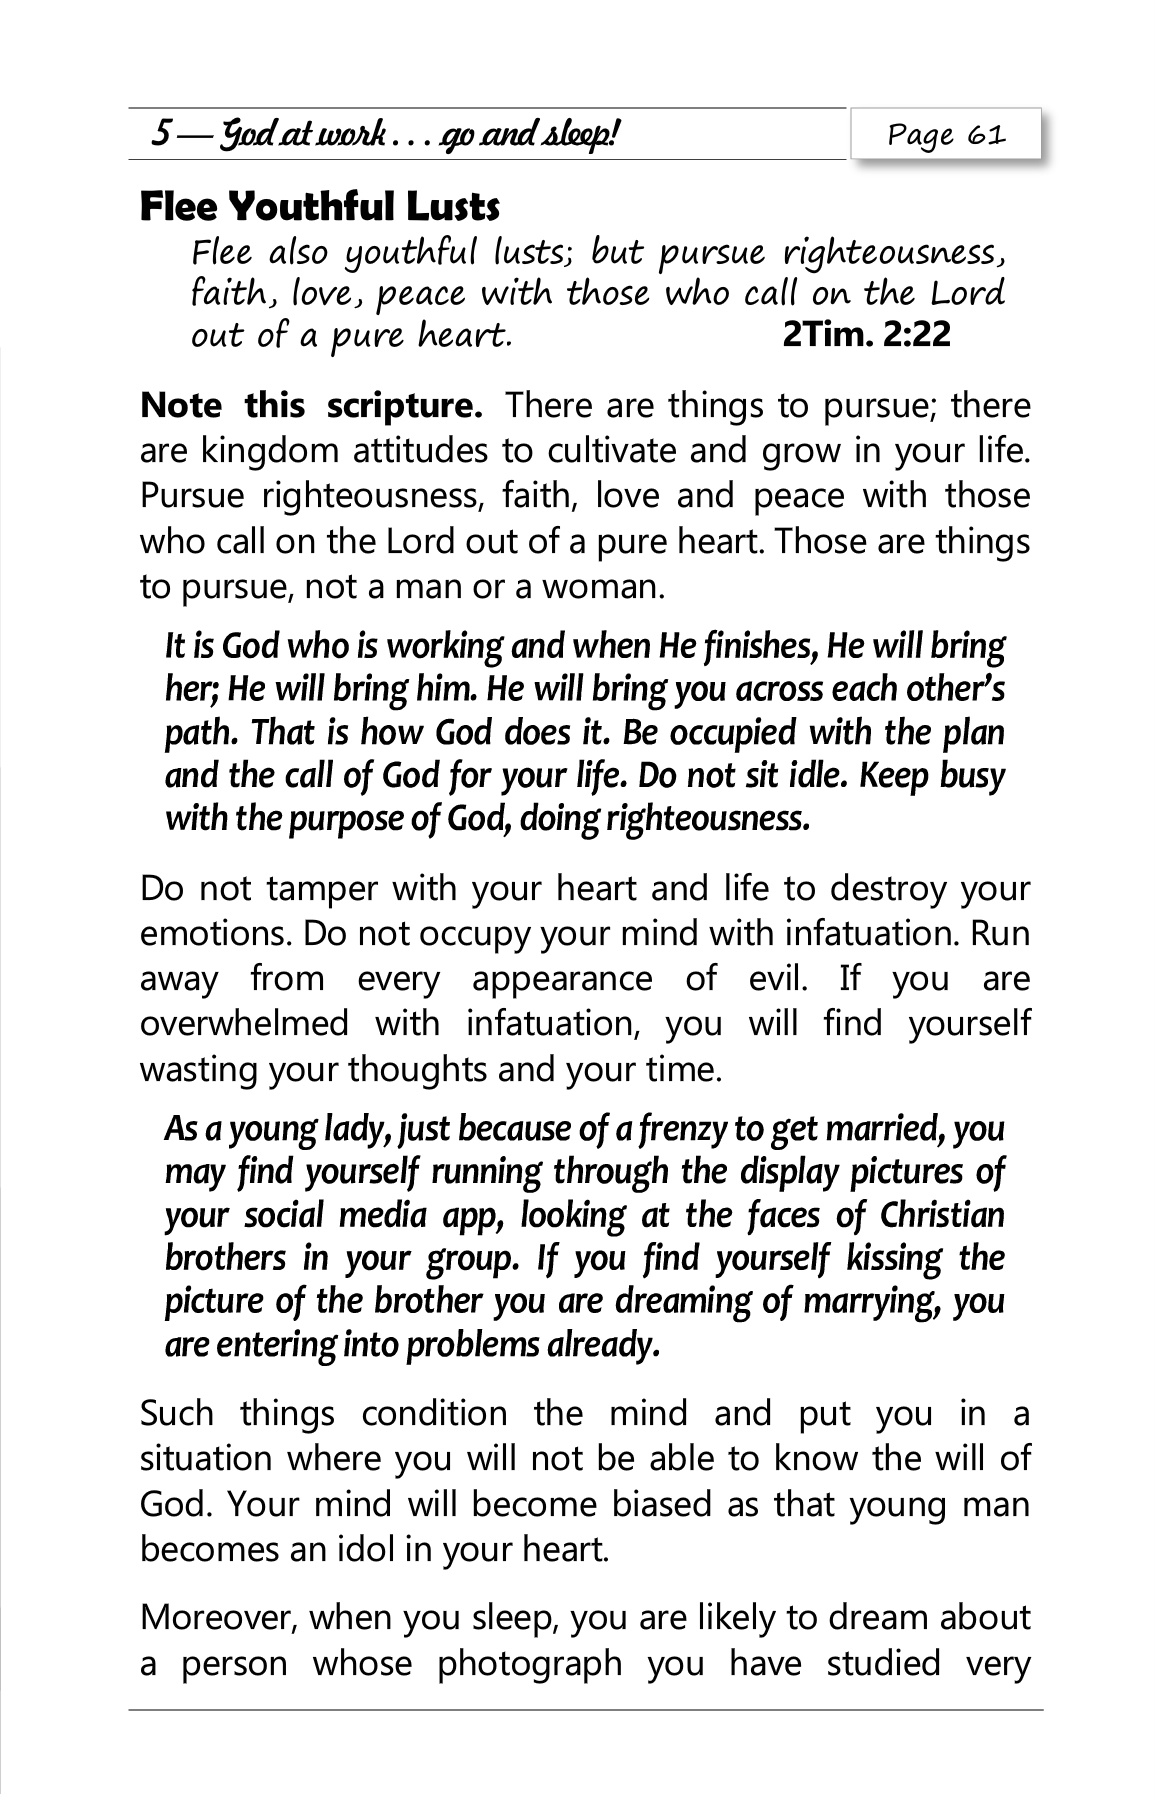 5 — God at work . . . go and sleep!
Page 61
Flee Youthful Lusts
Flee also youthful lusts; but pursue righteousness,
faith, love, peace with those who call on the Lord
out of a pure heart. 2Tim. 2:22
Note this scripture. There are things to pursue; there
are kingdom attitudes to cultivate and grow in your life.
Pursue righteousness, faith, love and peace with those
who call on the Lord out of a pure heart. Those are things
to pursue, not a man or a woman.
It is God who is working and when He finishes, He will bring
her; He will bring him. He will bring you across each other’s
path. That is how God does it. Be occupied with the plan
and the call of God for your life. Do not sit idle. Keep busy
with the purpose of God, doing righteousness.
Do not tamper with your heart and life to destroy your
emotions. Do not occupy your mind with infatuation. Run
away from every appearance of evil. If you are
overwhelmed with infatuation, you will find yourself
wasting your thoughts and your time.
As a young lady, just because of a frenzy to get married, you
may find yourself running through the display pictures of
your social media app, looking at the faces of Christian
brothers in your group. If you find yourself kissing the
picture of the brother you are dreaming of marrying, you
are entering into problems already.
Such things condition the mind and put you in a
situation where you will not be able to know the will of
God. Your mind will become biased as that young man
becomes an idol in your heart.
Moreover, when you sleep, you are likely to dream about
a person whose photograph you have studied very